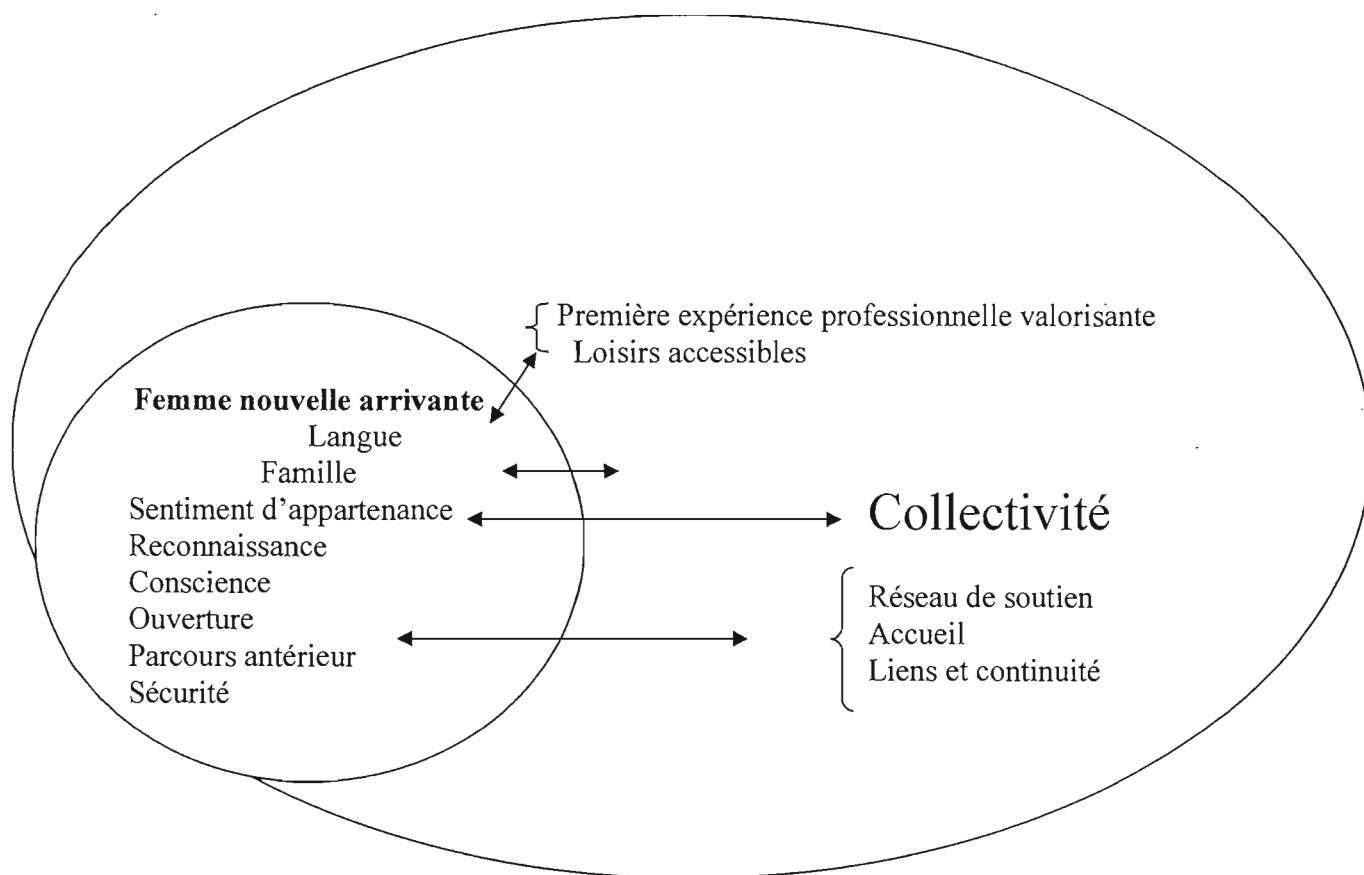 Première expérience professionnelle valorisante
Loisirs accessibles
Femme nouvelle arrivante
Langue
Famille
Sentiment d'appartenance
Reconnaissance
Conscience
Ouverture
Parcours antérieur
Sécurité
Collectivité
Réseau de soutien
Accueil
Liens et continuité